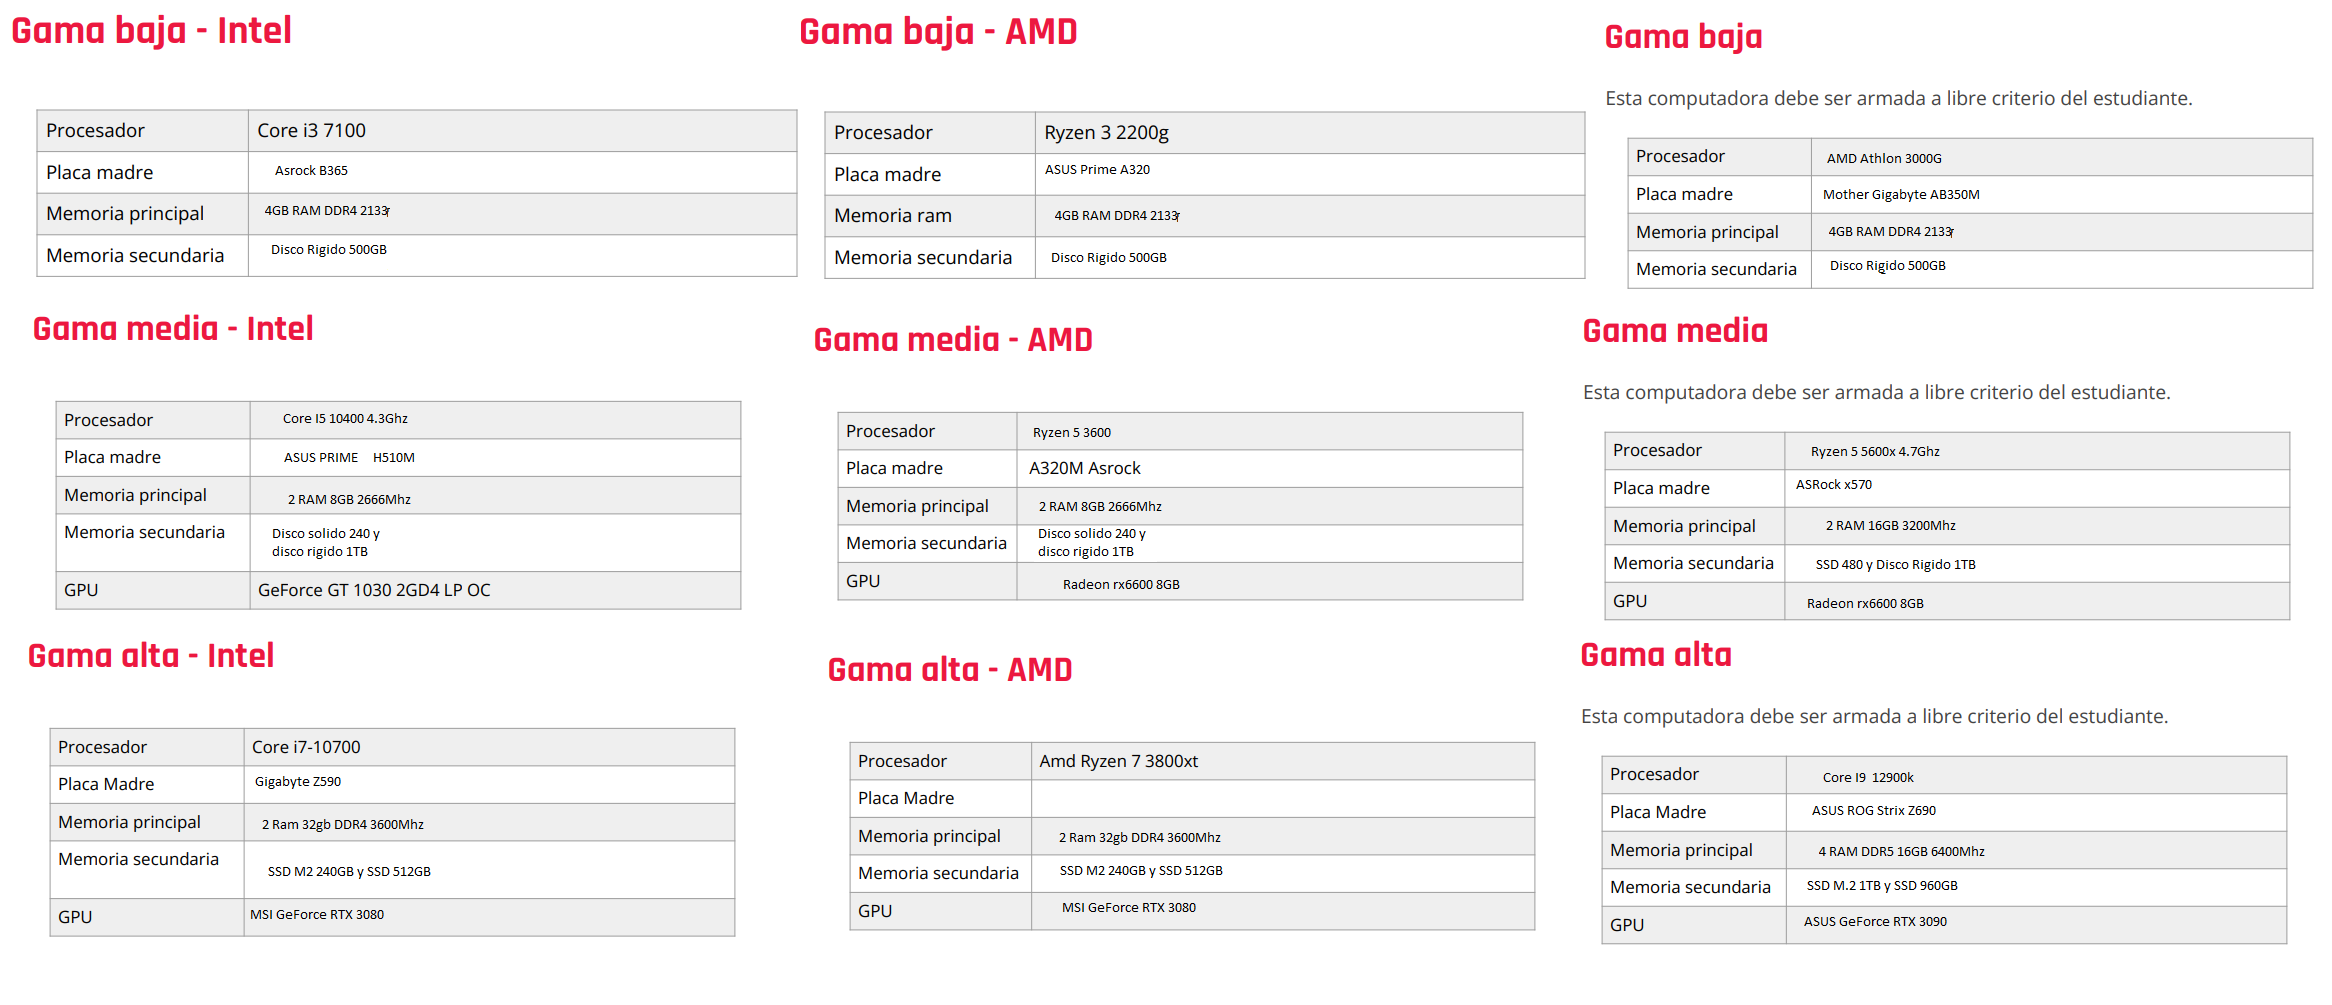 Gama baja - Intel
Procesador Core i3 7100
Placa madre Asrock B365
Memoria principal 4GB RAM DDR4 2133
Memoria secundaria Disco Rigido 500GB
Gama baja - AMD
Procesador Ryzen 3 2200g
Placa madre ASUS Prime A320
Memoria ram 4GB RAM DDR4 2133
Memoria secundaria Disco Rigido 500GB
Gama baja
Esta computadora debe ser armada a libre criterio del estudiante.
Procesador AMD Athlon 3000G
Placa madre Mother Gigabyte AB350M
Memoria principal 4GB RAM DDR4 2133
Memoria secundaria Disco Rigido 500GB
Gama media - Intel
Procesador Core I5 10400 4.3Ghz
Placa madre ASUS PRIME H510M
Memoria principal 2 RAM 8GB 2666Mhz
Memoria secundaria Disco solido 240 y
disco rigido 1TB
GPU GeForce GT 1030 2GD4 LP OC
Gama media - AMD
Procesador Ryzen 5 3600
Placa madre A320M Asrock
Memoria principal 2 RAM 8GB 2666Mhz
Memoria secundaria Disco solido 240 y
disco rigido 1TB
GPU Radeon rx6600 8GB
Gama media
Esta computadora debe ser armada a libre criterio del estudiante.
Procesador Ryzen 5 5600x 4.7Ghz
Placa madre ASRock x570
Memoria principal 2 RAM 16GB 3200Mhz
Memoria secundaria SSD 480 y Disco Rigido 1TB
GPU Radeon rx6600 8GB
Gama alta - Intel
Procesador Core i7-10700
Placa Madre Gigabyte Z590
Memoria principal 2 Ram 32gb DDR4 3600Mhz
Memoria secundaria SSD M2 240GB y SSD 512GB
GPU MSI GeForce RTX 3080
Gama alta - AMD
Procesador Amd Ryzen 7 3800xt
Placa Madre
Memoria principal 2 Ram 32gb DDR4 3600Mhz
Memoria secundaria SSD M2 240GB y SSD 512GB
GPU MSI GeForce RTX 3080
Gama alta
Esta computadora debe ser armada a libre criterio del estudiante.
Procesador Core I9 12900k
Placa Madre ASUS ROG Strix Z690
Memoria principal 4 RAM DDR5 16GB 6400Mhz
Memoria secundaria SSD M.2 1TB y SSD 960GB
GPU ASUS GeForce RTX 3090